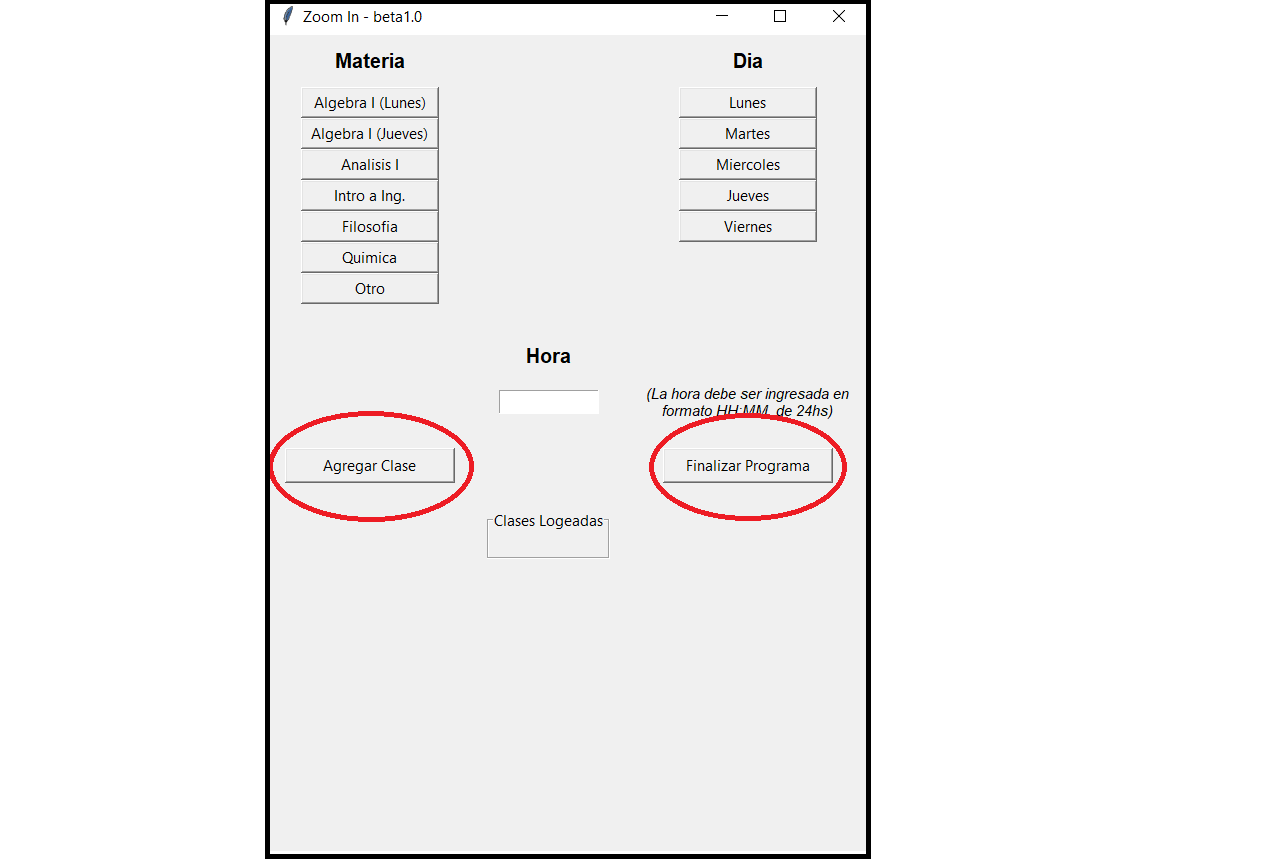 Zoom In - beta1.0
Materia
Algebra I (Lunes)
Algebra I (Jueves)
Analisis I
Intro a Ing.
Filosofia
Quimica
Otro
Dia
Lunes
Martes
Miercoles
Jueves
Viernes
Hora
(La hora debe ser ingresada en
formato HH:MM, de 24hs)
Agregar Clase
Finalizar Programa
Clases Logeadas